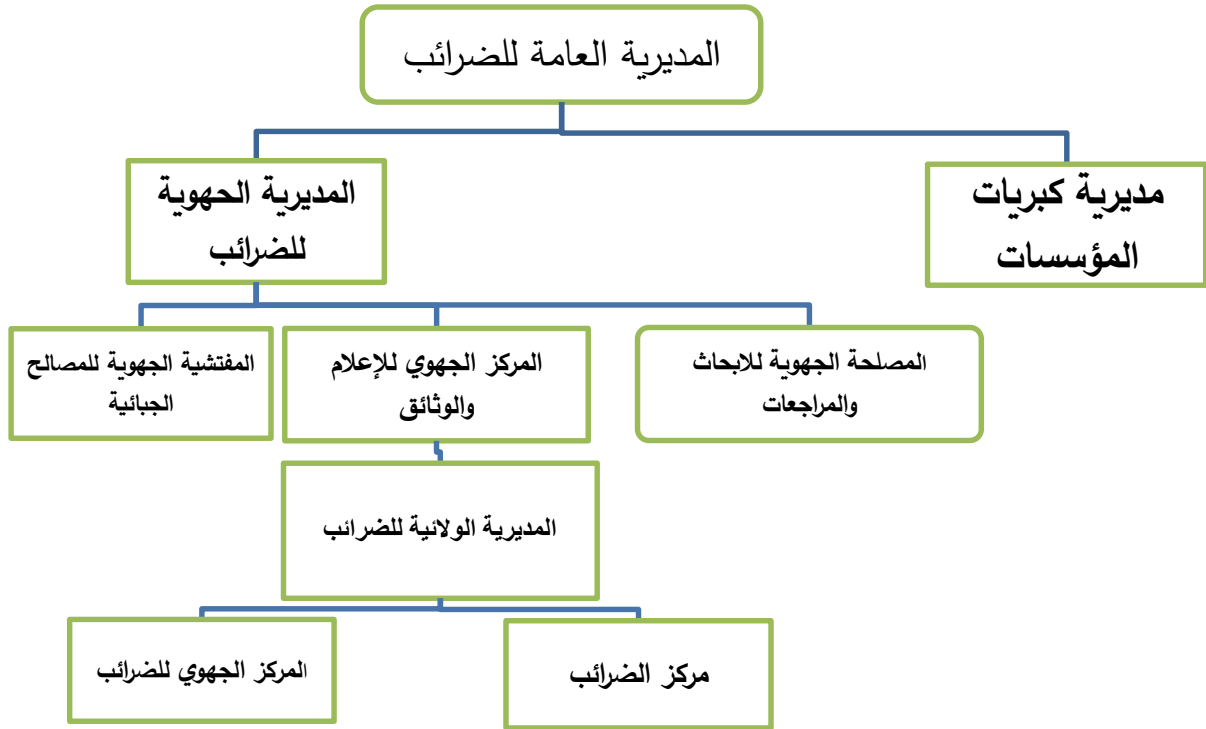 المديرية العامة للضرائب
مديرية كبريات
المؤسسات
المديرية الحهوية
للضرائب
المصلحة الجهوية للابحاث
والمراجعات
المركز الجهوي للإعلام
والوثائق
المفتشية الجهوية للمصالح
الجبائية
المديرية الولائية للضرائب
مركز الضرائب
المركز الجهوي للضرائب